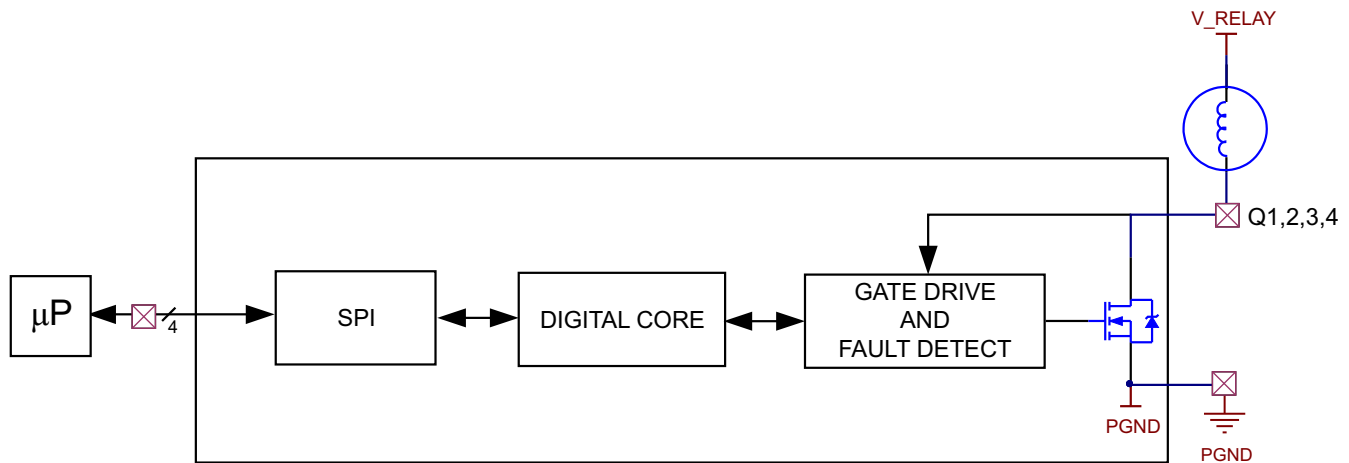 V_RELAY
Q1,2,3,4
μP
4
SPI
DIGITAL CORE
GATE DRIVE
AND
FAULT DETECT
PGND
PGND